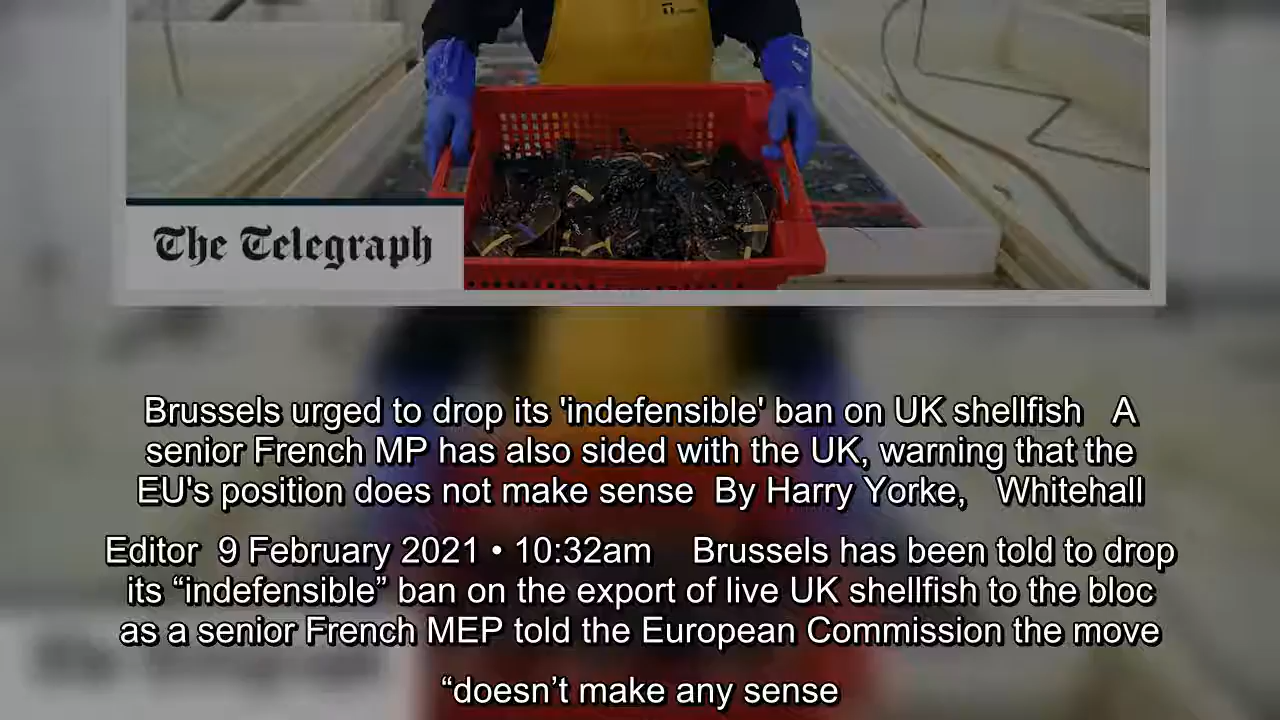 The Telegraph
Brussels urged to drop its 'indefensible' ban on UK shellfish A
senior French MP has also sided with the UK, warning that the
EU's position does not make sense By Harry Yorke, Whitehall
Editor 9 February 2021 • 10:32am Brussels has been told to drop
its “indefensible” ban on the export of live UK shellfish to the bloc
as a senior French MEP told the European Commission the move
“doesn’t make any sense